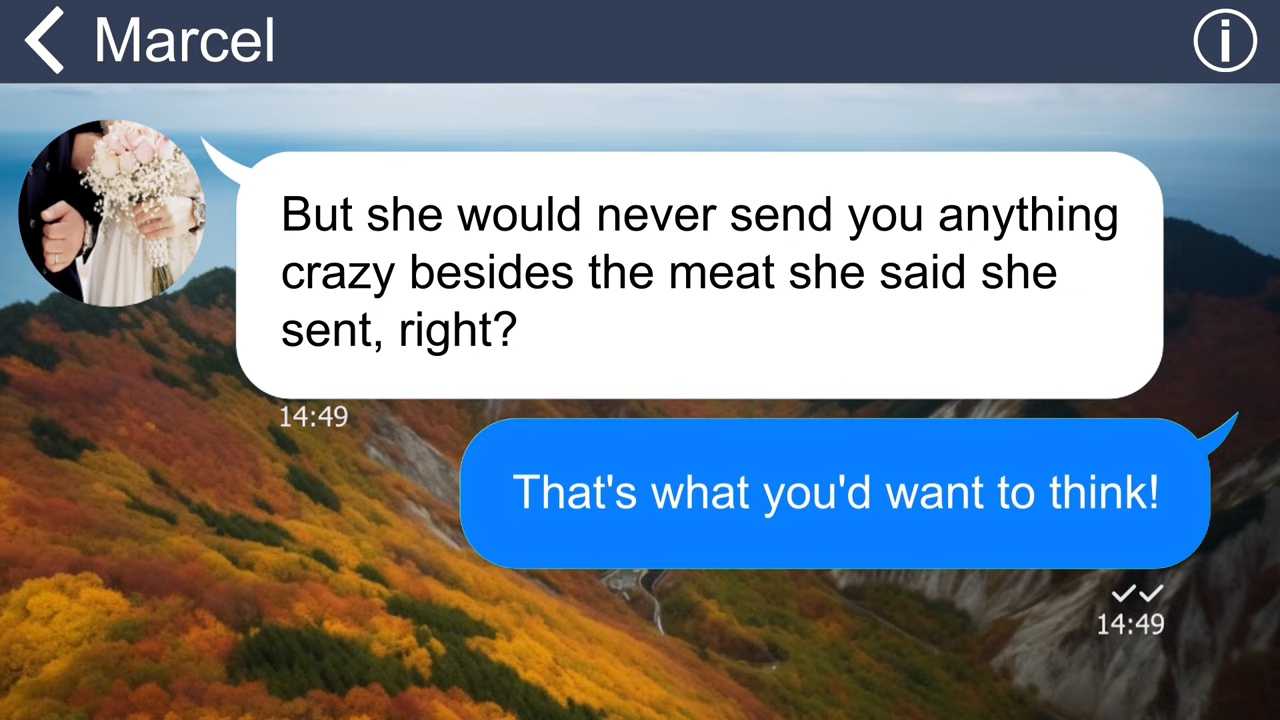 Marcel
But she would never send you anything
crazy besides the meat she said she
sent, right?
14:49
That's what you'd want to think!
14:49